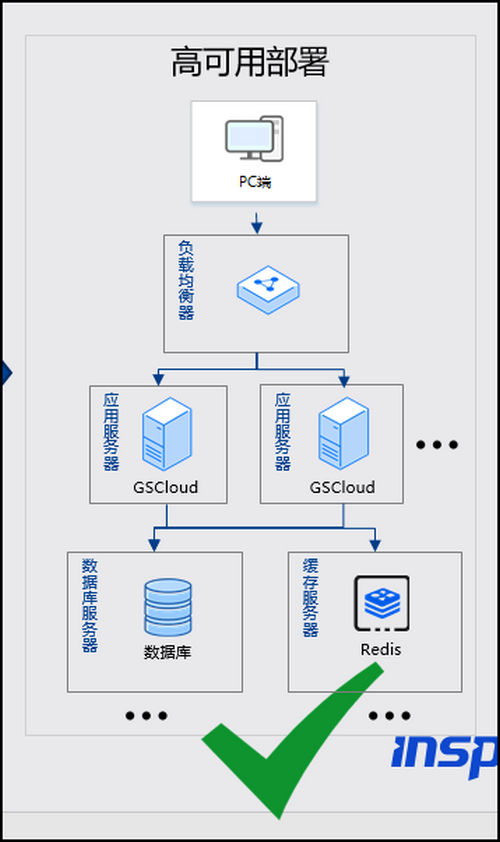 高可用部署
PC端
负载均衡器
应用服务器
GSCloud
应用服务器
GSCloud
•••
数据库服务器
数据库
缓存服务器
Redis
•••
•••
insp